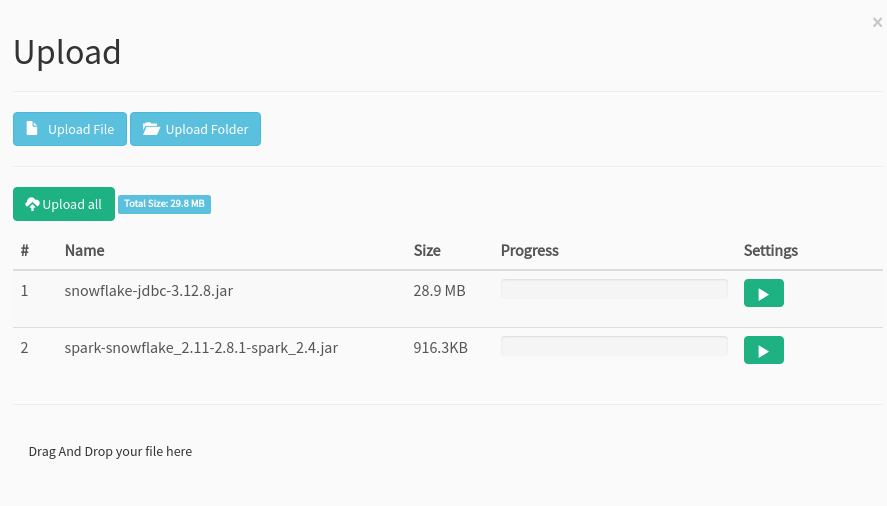 ×
Upload
Upload File Upload Folder
Upload all Total Size: 29.8 MB
# Name Size Progress Settings
1 snowflake-jdbc-3.12.8.jar 28.9 MB
2 spark-snowflake_2.11-2.8.1-spark_2.4.jar 916.3KB
Drag And Drop your file here